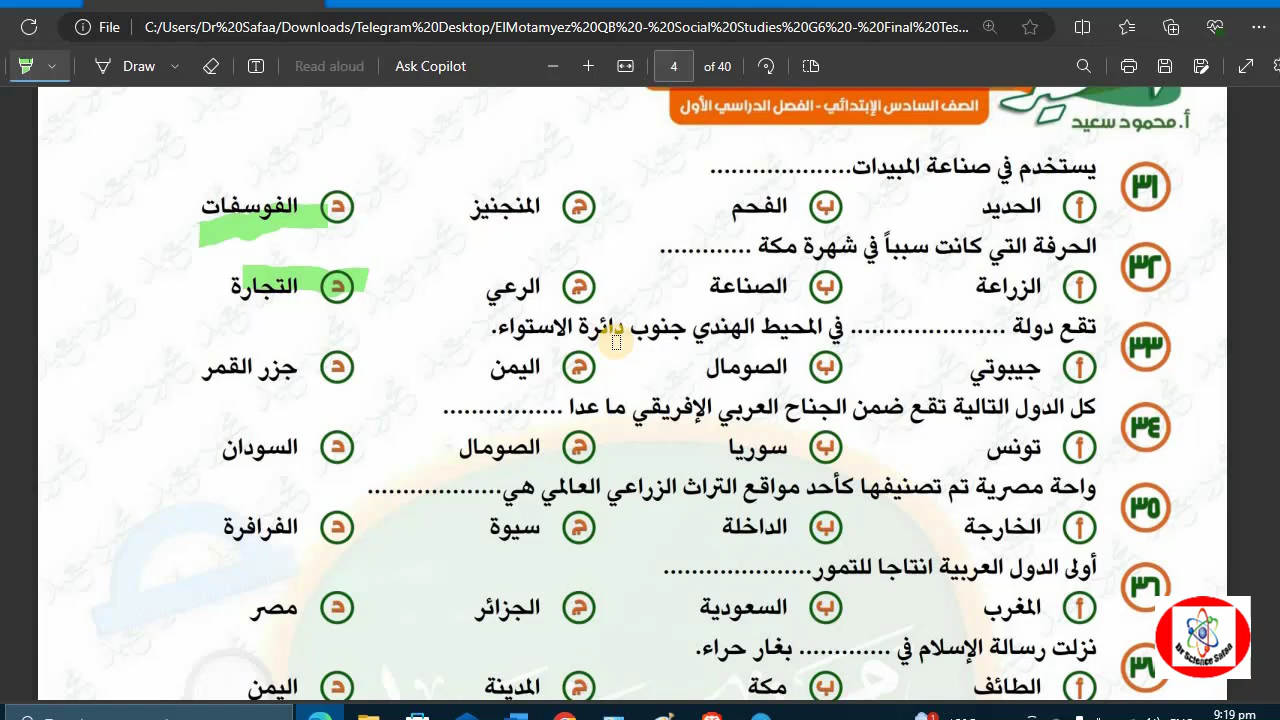 File C:/Users/Dr%20Safaa/Downloads/Telegram%20Desktop/ElMotamyez%20QB%20-%20Social%20Studies%20G6%20-%20Final%20Tes...
Draw Read aloud Ask Copilot 4 of 40
الصف السادس الإبتدائي - الفصل الدراسي الأول
أ. محمود سعيد
٣١ يستخدم في صناعة المبيدات....................
أ الحديد ب الفحم ج المنجنيز د الفوسفات
٣٢ الحرفة التي كانت سبباً في شهرة مكة .............
أ الزراعة ب الصناعة ج الرعي د التجارة
٣٣ تقع دولة ...................... في المحيط الهندي جنوب دائرة الاستواء.
أ جيبوتي ب الصومال ج اليمن د جزر القمر
٣٤ كل الدول التالية تقع ضمن الجناح العربي الإفريقي ما عدا .................
أ تونس ب سوريا ج الصومال د السودان
٣٥ واحة مصرية تم تصنيفها كأحد مواقع التراث الزراعي العالمي هي...................
أ الخارجة ب الداخلة ج سيوة د الفرافرة
٣٦ أولى الدول العربية انتاجا للتمور.....................
أ المغرب ب السعودية ج الجزائر د مصر
نزلت رسالة الإسلام في ............. بغار حراء.
أ الطائف ب مكة ج المدينة د اليمن
Dr Science Safaa
9:19 pm